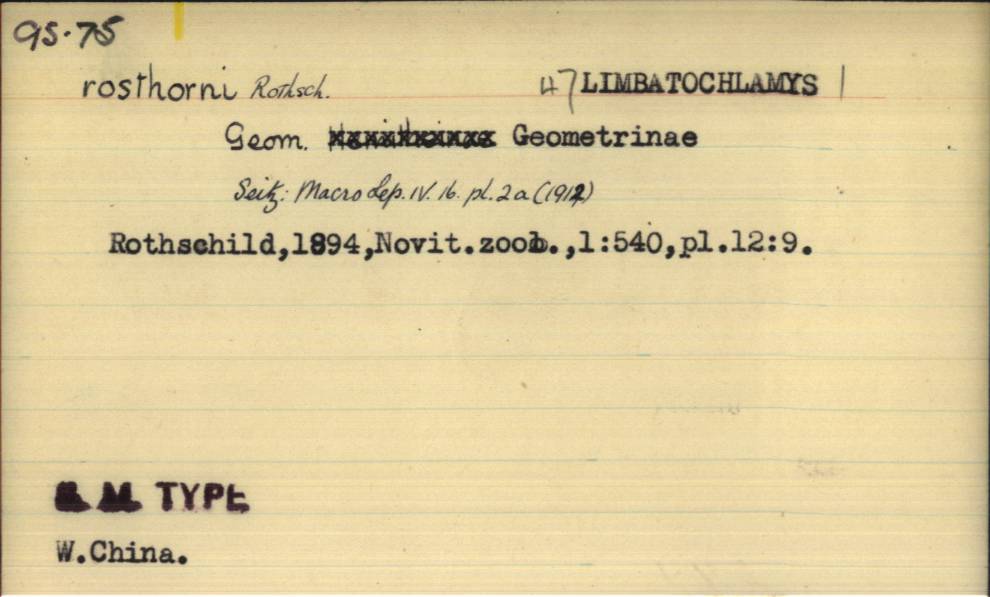 95.75
rosthorni Rothsch. 47 LIMBATOCHLAMYS 1
Geom. Geometrinae
Seitz: Macro Lep. IV. 16. pl. 2a (1912)
Rothschild,1894,Novit.zool.,1:540,pl.12:9.
B. M. TYPE
W.China.